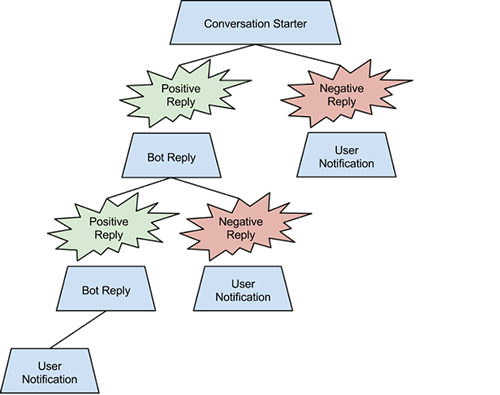 Conversation Starter
Positive
Reply
Negative
Reply
Bot Reply
User
Notification
Positive
Reply
Negative
Reply
Bot Reply
User
Notification
User
Notification